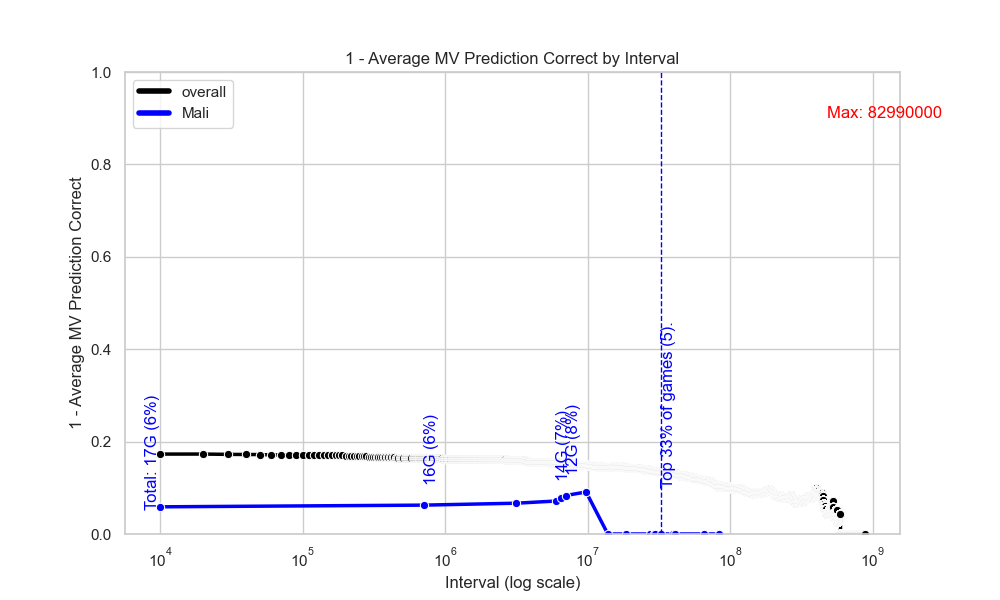 1 - Average MV Prediction Correct by Interval
1 - Average MV Prediction Correct
1.0
0.8
0.6
0.4
0.2
0.0
overall
Mali
Max: 82990000
Total: 17G (6%)
16G (6%)
14G (7%)
12G (8%)
Top 33% of games (5).
10^4
10^5
10^6
10^7
10^8
10^9
Interval (log scale)